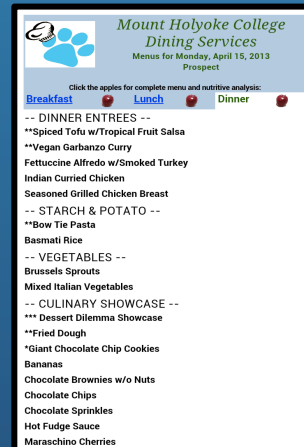 Mount Holyoke College
Dining Services
Menus for Monday, April 15, 2013
Prospect
Click the apples for complete menu and nutritive analysis:
Breakfast Lunch Dinner
-- DINNER ENTREES --
**Spiced Tofu w/Tropical Fruit Salsa
**Vegan Garbanzo Curry
Fettuccine Alfredo w/Smoked Turkey
Indian Curried Chicken
Seasoned Grilled Chicken Breast
-- STARCH & POTATO --
**Bow Tie Pasta
Basmati Rice
-- VEGETABLES --
Brussels Sprouts
Mixed Italian Vegetables
-- CULINARY SHOWCASE --
*** Dessert Dilemma Showcase
**Fried Dough
*Giant Chocolate Chip Cookies
Bananas
Chocolate Brownies w/o Nuts
Chocolate Chips
Chocolate Sprinkles
Hot Fudge Sauce
Maraschino Cherries